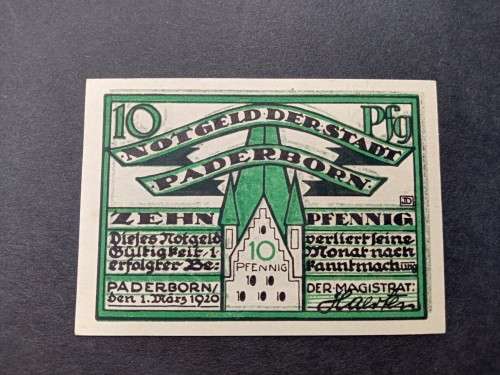 10 Pfg
NOTGELD·DER·STADT
·PADERBORN·
ZEHN PFENNIG
Dieses Notgeld verliert seine
Gültigkeit 1 Monat nach
erfolgter Be: kanntmachung
10
PFENNIG
PADERBORN/ DER·MAGISTRAT:
den 1. März 1920